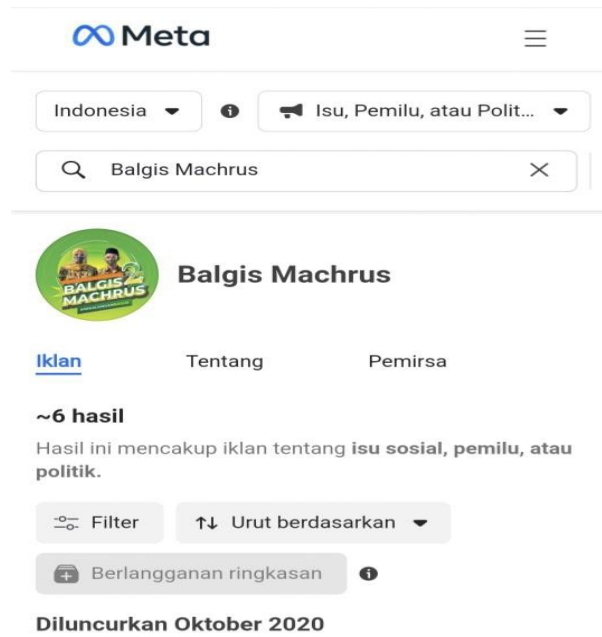 Meta
Indonesia
Isu, Pemilu, atau Polit...
Balgis Machrus
BALGIS
MACHRUS
Balgis Machrus
Iklan Tentang Pemirsa
~6 hasil
Hasil ini mencakup iklan tentang isu sosial, pemilu, atau
politik.
Filter Urut berdasarkan
Berlangganan ringkasan
Diluncurkan Oktober 2020